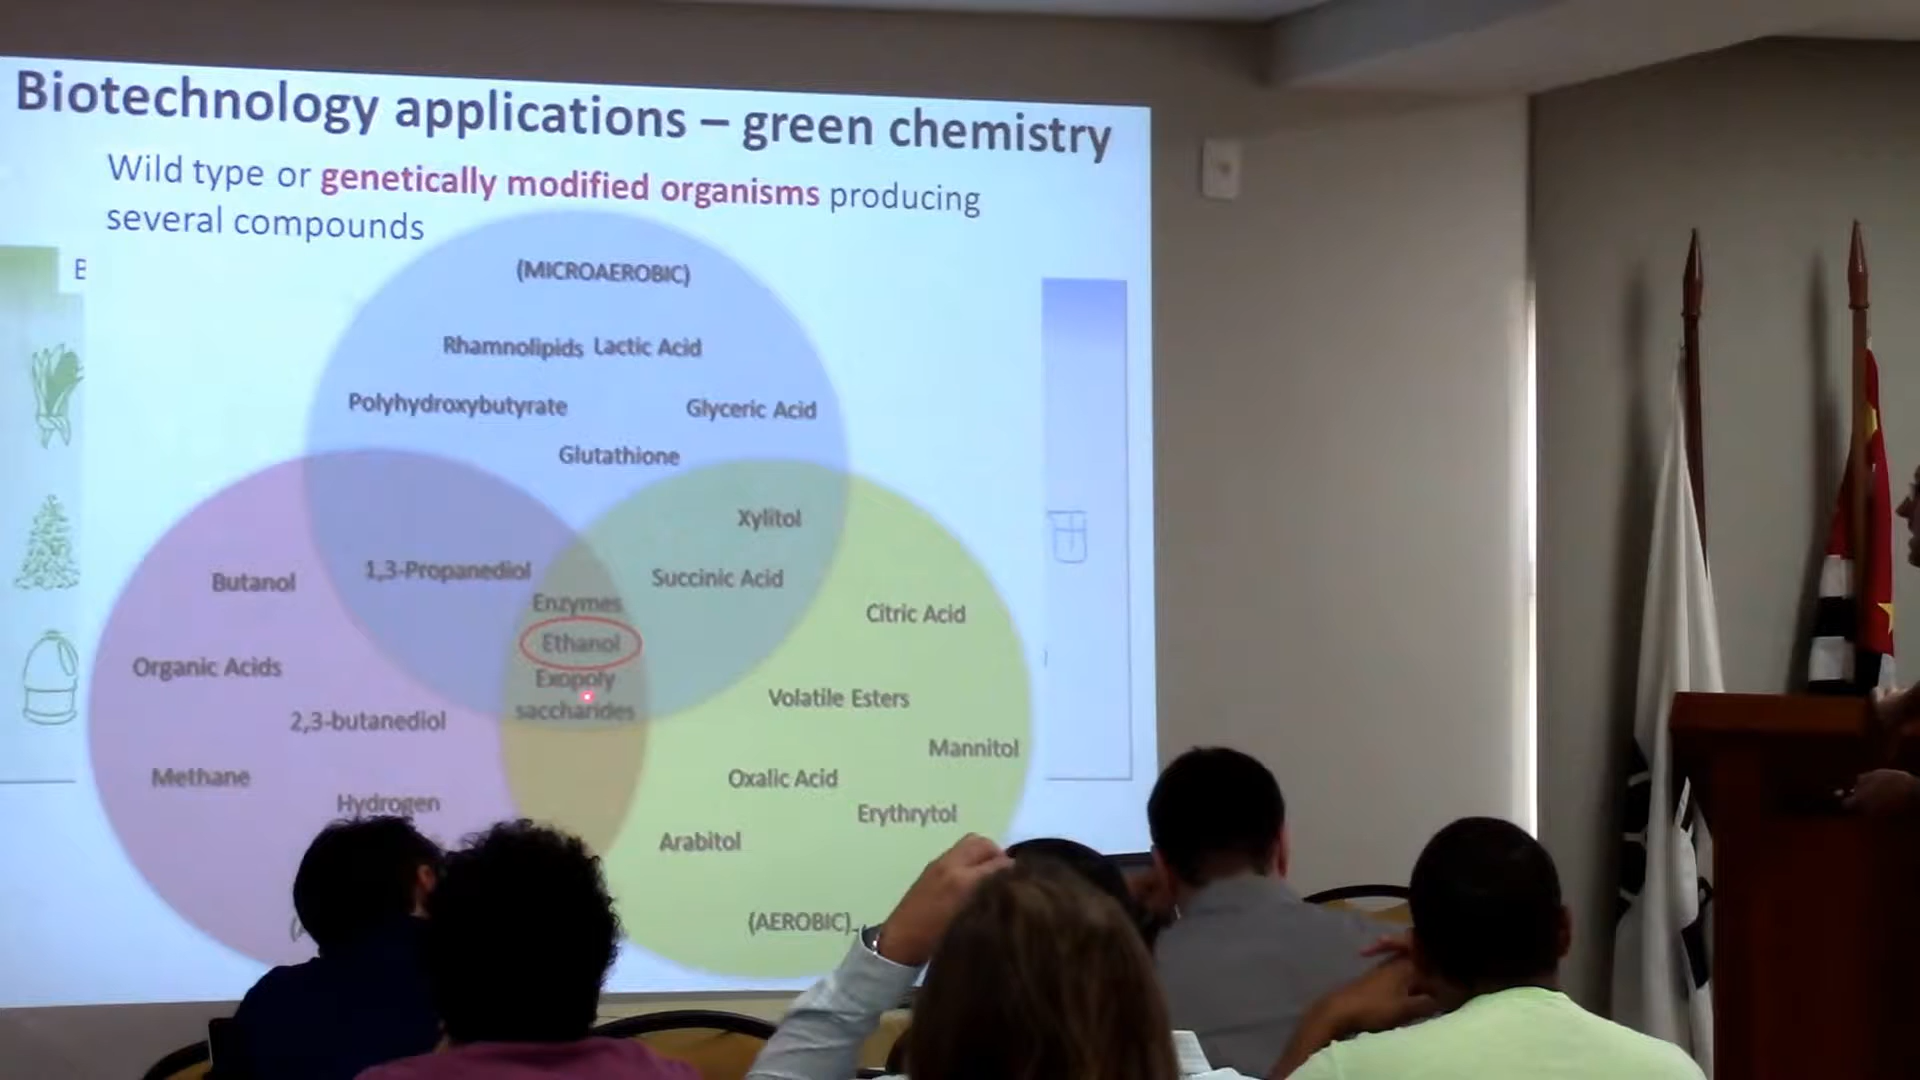 Biotechnology applications – green chemistry
Wild type or genetically modified organisms producing
several compounds
(MICROAEROBIC)
Rhamnolipids Lactic Acid
Polyhydroxybutyrate
Glyceric Acid
Glutathione
Xylitol
1,3-Propanediol
Succinic Acid
Butanol
Enzymes
Citric Acid
Ethanol
Organic Acids
Exopoly
saccharides
Volatile Esters
2,3-butanediol
Mannitol
Methane
Oxalic Acid
Hydrogen
Erythrytol
Arabitol
(AEROBIC)